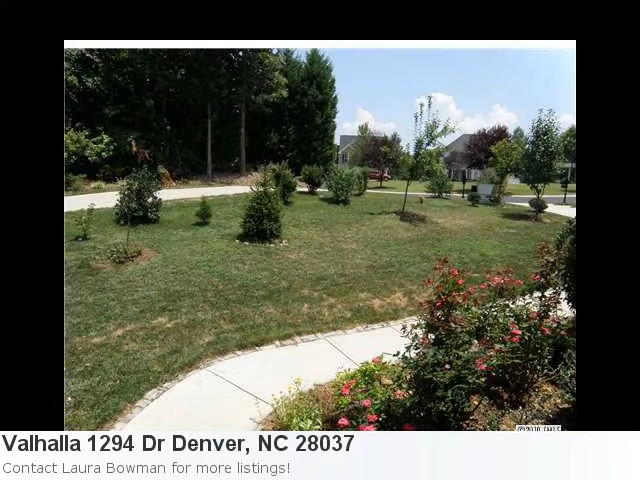 Valhalla 1294 Dr Denver, NC 28037
Contact Laura Bowman for more listings!